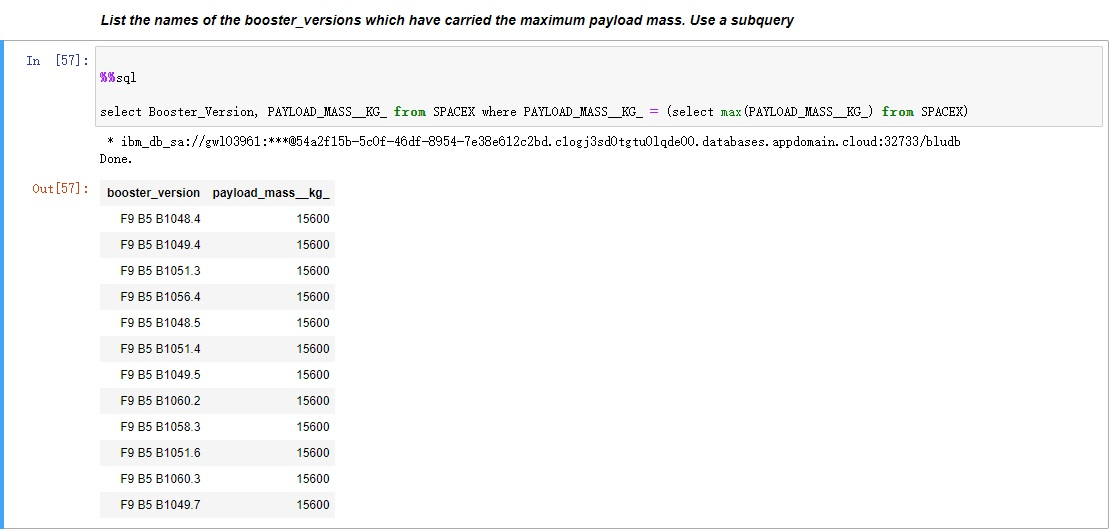 List the names of the booster_versions which have carried the maximum payload mass. Use a subquery
In [57]:
%%sql
select Booster_Version, PAYLOAD_MASS__KG_ from SPACEX where PAYLOAD_MASS__KG_ = (select max(PAYLOAD_MASS__KG_) from SPACEX)
* ibm_db_sa://gwl03961:***@54a2f15b-5c0f-46df-8954-7e38e612c2bd.c1ogj3sd0tgtu0lqde00.databases.appdomain.cloud:32733/bludb
Done.
Out[57]:
booster_version payload_mass__kg_
F9 B5 B1048.4 15600
F9 B5 B1049.4 15600
F9 B5 B1051.3 15600
F9 B5 B1056.4 15600
F9 B5 B1048.5 15600
F9 B5 B1051.4 15600
F9 B5 B1049.5 15600
F9 B5 B1060.2 15600
F9 B5 B1058.3 15600
F9 B5 B1051.6 15600
F9 B5 B1060.3 15600
F9 B5 B1049.7 15600